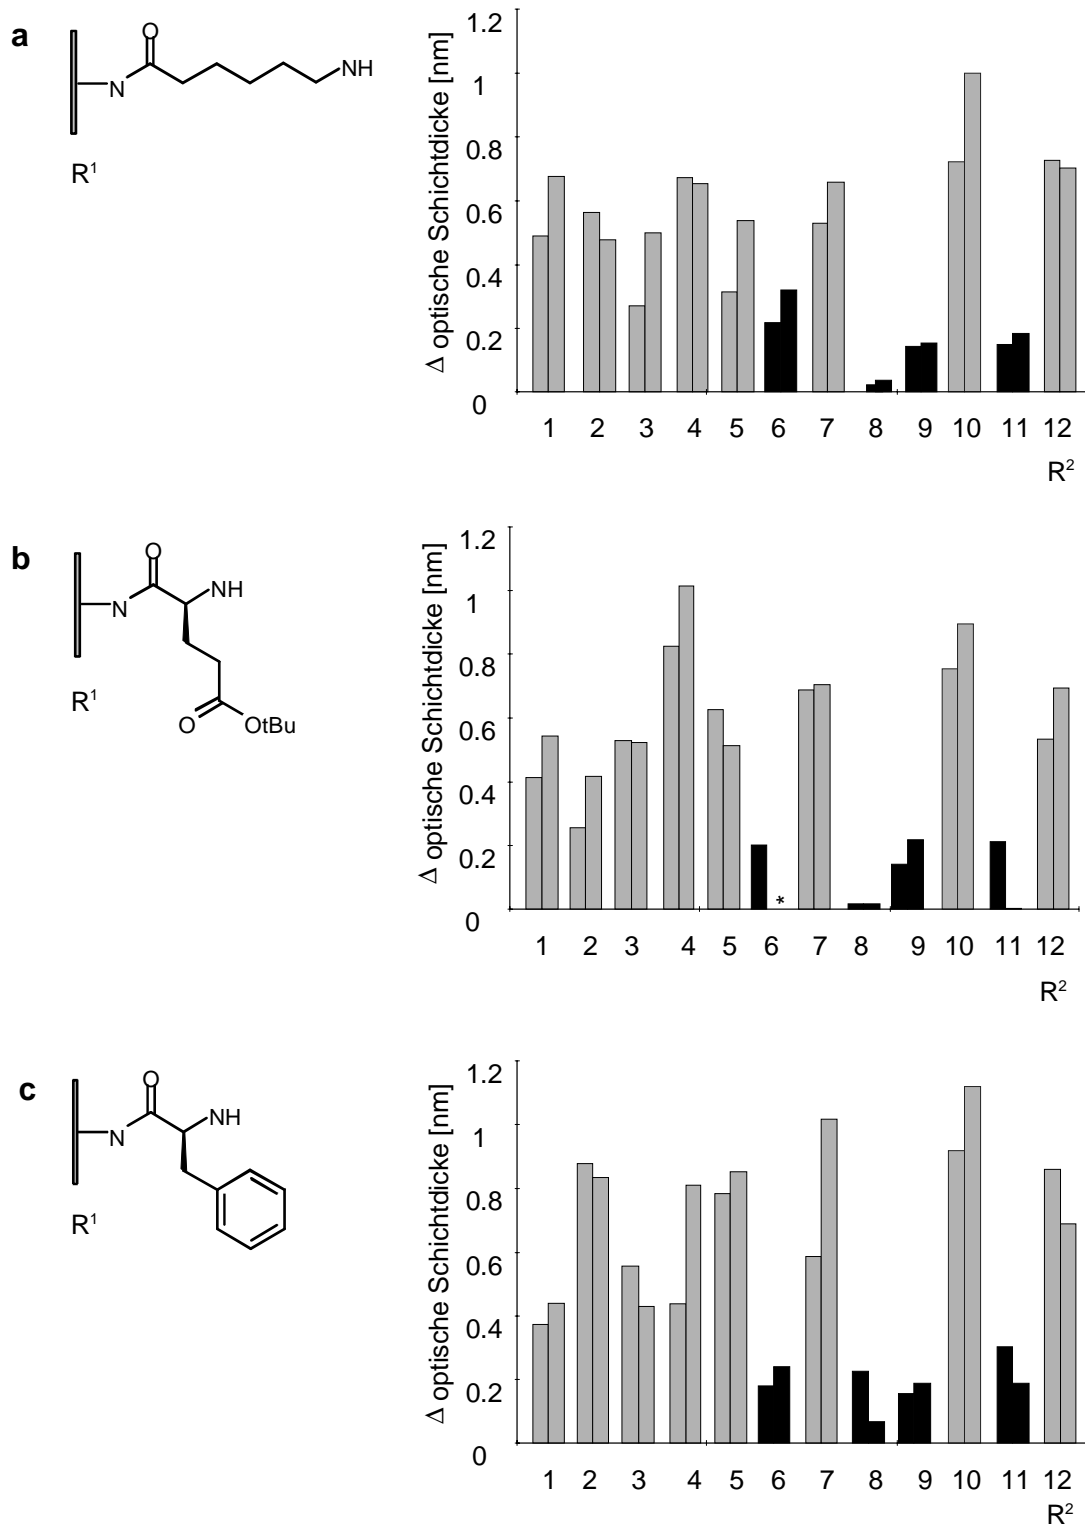 a
O
N
NH
R¹
Δ optische Schichtdicke [nm]
1.2
1
0.8
0.6
0.4
0.2
0
1 2 3 4 5 6 7 8 9 10 11 12
R²
b
O
N
NH
O
OtBu
R¹
Δ optische Schichtdicke [nm]
1.2
1
0.8
0.6
0.4
0.2
0
*
1 2 3 4 5 6 7 8 9 10 11 12
R²
c
O
N
NH
R¹
Δ optische Schichtdicke [nm]
1.2
1
0.8
0.6
0.4
0.2
0
1 2 3 4 5 6 7 8 9 10 11 12
R²